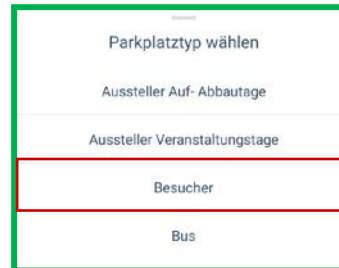 Parkplatztyp wählen
Aussteller Auf- Abbautage
Aussteller Veranstaltungstage
Besucher
Bus